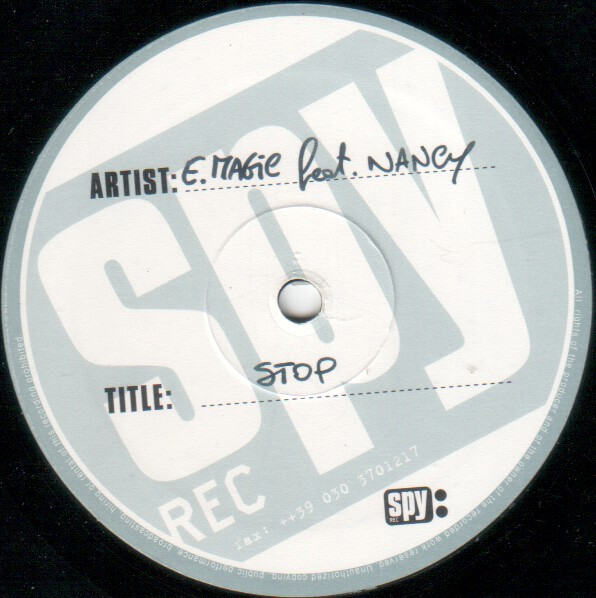 spy
ARTIST: E.MAGIC feat. NANCY
STOP
TITLE:
REC
fax: ++39 030 3701217
spy:
REC
All rights of the producer and of the owner of the recorded work reserved. Unauthorized copying, public performance, broadcasting, hiring or rental of this recording prohibited